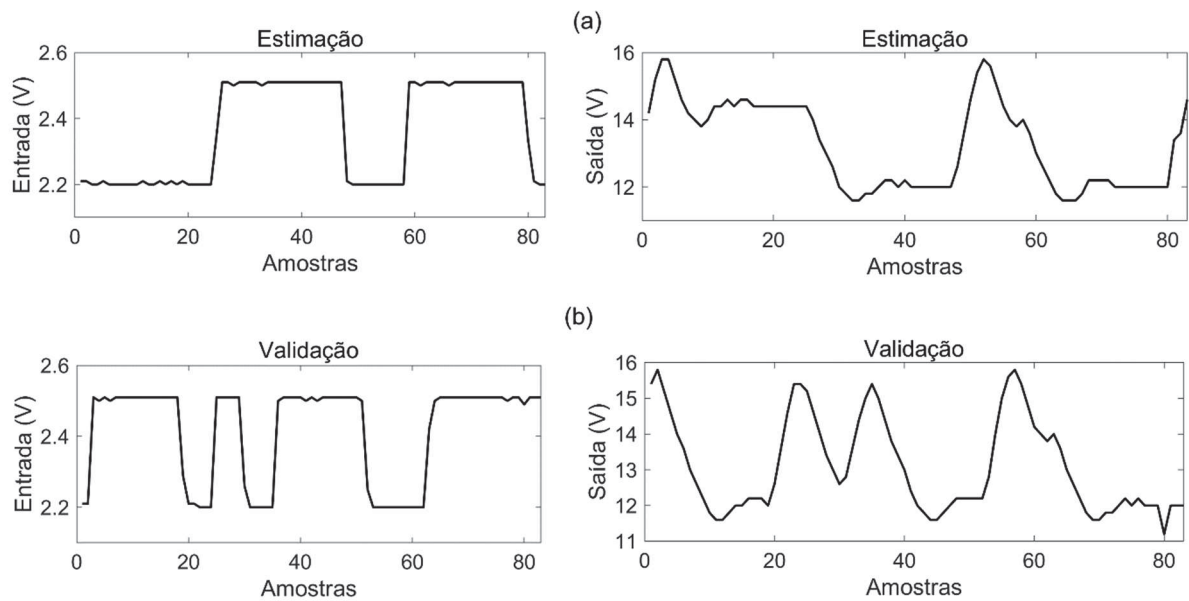 (a)
Estimação
Entrada (V)
2.6
2.4
2.2
0 20 40 60 80
Amostras
Estimação
Saída (V)
16
14
12
0 20 40 60 80
Amostras
(b)
Validação
Entrada (V)
2.6
2.4
2.2
0 20 40 60 80
Amostras
Validação
Saída (V)
16
15
14
13
12
11
0 20 40 60 80
Amostras